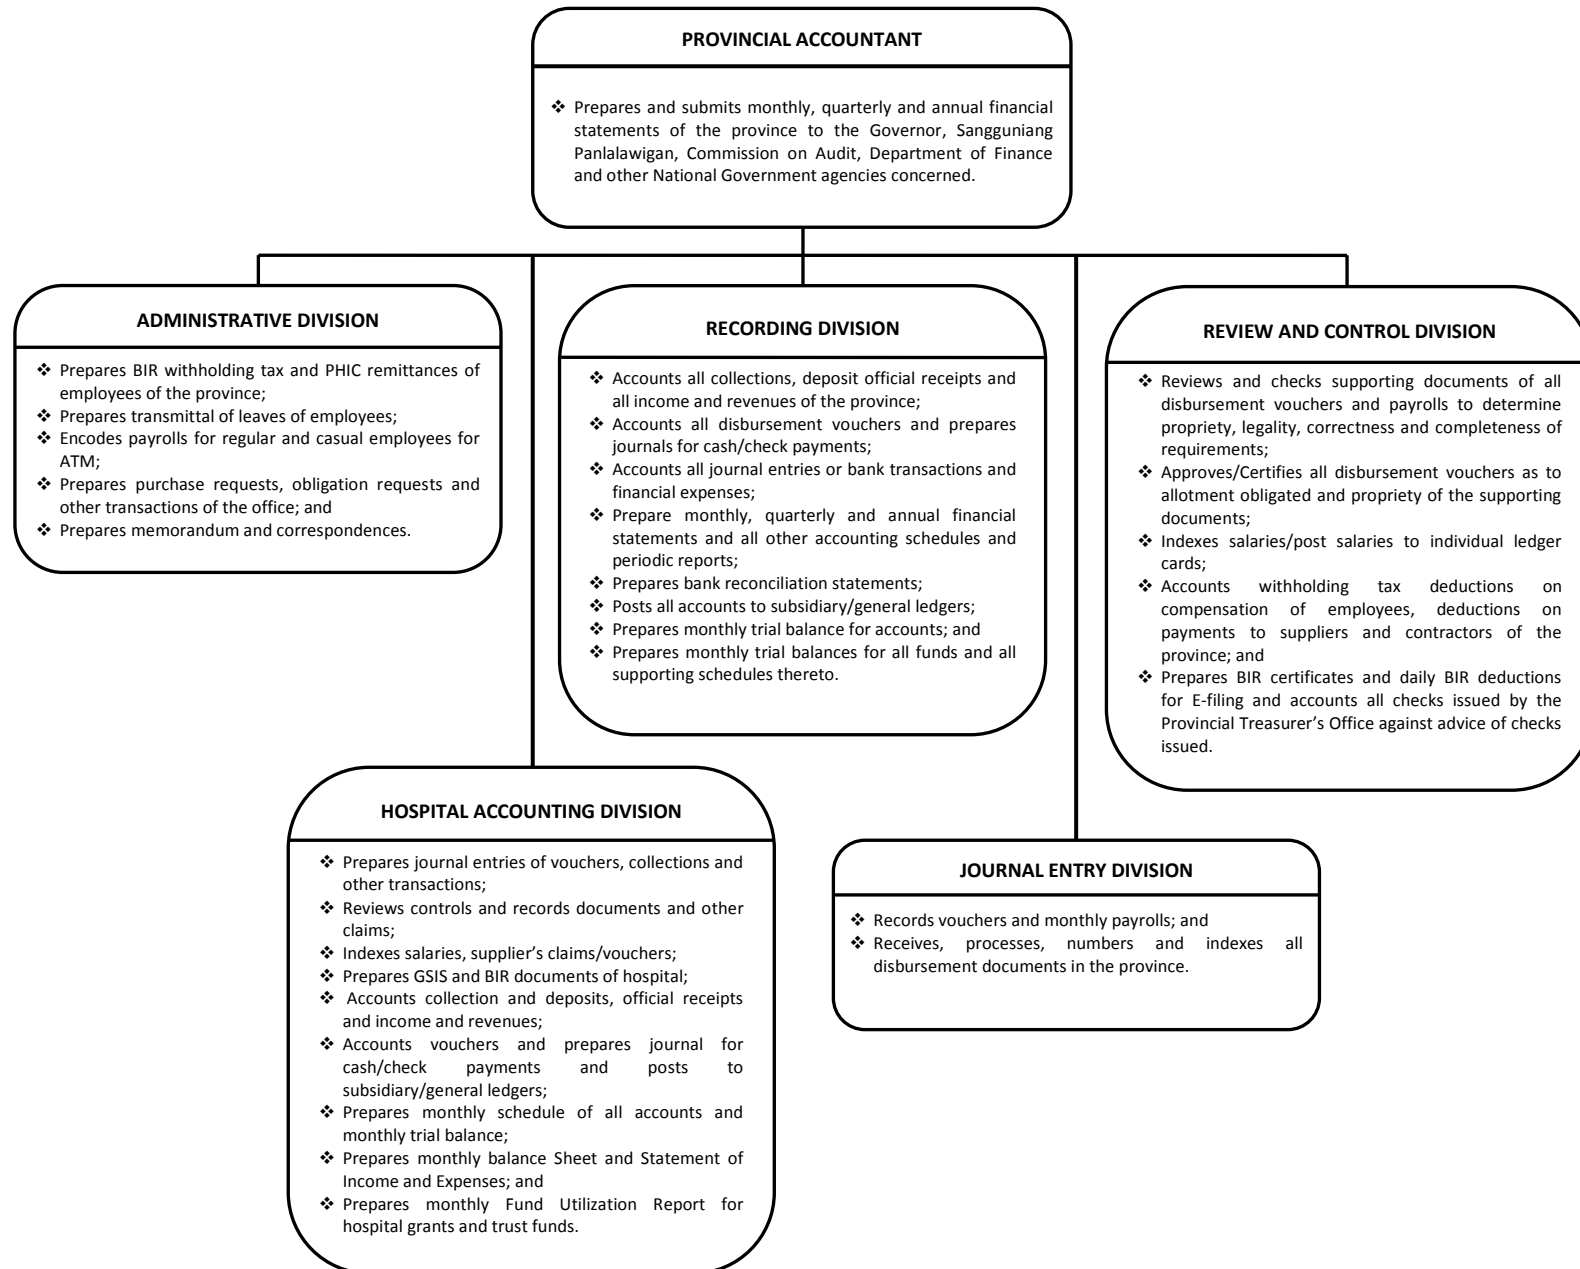 PROVINCIAL ACCOUNTANT
❖ Prepares and submits monthly, quarterly and annual financial
statements of the province to the Governor, Sangguniang
Panlalawigan, Commission on Audit, Department of Finance
and other National Government agencies concerned.
ADMINISTRATIVE DIVISION
❖ Prepares BIR withholding tax and PHIC remittances of
employees of the province;
❖ Prepares transmittal of leaves of employees;
❖ Encodes payrolls for regular and casual employees for
ATM;
❖ Prepares purchase requests, obligation requests and
other transactions of the office; and
❖ Prepares memorandum and correspondences.
RECORDING DIVISION
❖ Accounts all collections, deposit official receipts and
all income and revenues of the province;
❖ Accounts all disbursement vouchers and prepares
journals for cash/check payments;
❖ Accounts all journal entries or bank transactions and
financial expenses;
❖ Prepare monthly, quarterly and annual financial
statements and all other accounting schedules and
periodic reports;
❖ Prepares bank reconciliation statements;
❖ Posts all accounts to subsidiary/general ledgers;
❖ Prepares monthly trial balance for accounts; and
❖ Prepares monthly trial balances for all funds and all
supporting schedules thereto.
REVIEW AND CONTROL DIVISION
❖ Reviews and checks supporting documents of all
disbursement vouchers and payrolls to determine
propriety, legality, correctness and completeness of
requirements;
❖ Approves/Certifies all disbursement vouchers as to
allotment obligated and propriety of the supporting
documents;
❖ Indexes salaries/post salaries to individual ledger
cards;
❖ Accounts withholding tax deductions on
compensation of employees, deductions on
payments to suppliers and contractors of the
province; and
❖ Prepares BIR certificates and daily BIR deductions
for E-filing and accounts all checks issued by the
Provincial Treasurer's Office against advice of checks
issued.
HOSPITAL ACCOUNTING DIVISION
❖ Prepares journal entries of vouchers, collections and
other transactions;
❖ Reviews controls and records documents and other
claims;
❖ Indexes salaries, supplier's claims/vouchers;
❖ Prepares GSIS and BIR documents of hospital;
❖ Accounts collection and deposits, official receipts
and income and revenues;
❖ Accounts vouchers and prepares journal for
cash/check payments and posts to
subsidiary/general ledgers;
❖ Prepares monthly schedule of all accounts and
monthly trial balance;
❖ Prepares monthly balance Sheet and Statement of
Income and Expenses; and
❖ Prepares monthly Fund Utilization Report for
hospital grants and trust funds.
JOURNAL ENTRY DIVISION
❖ Records vouchers and monthly payrolls; and
❖ Receives, processes, numbers and indexes all
disbursement documents in the province.